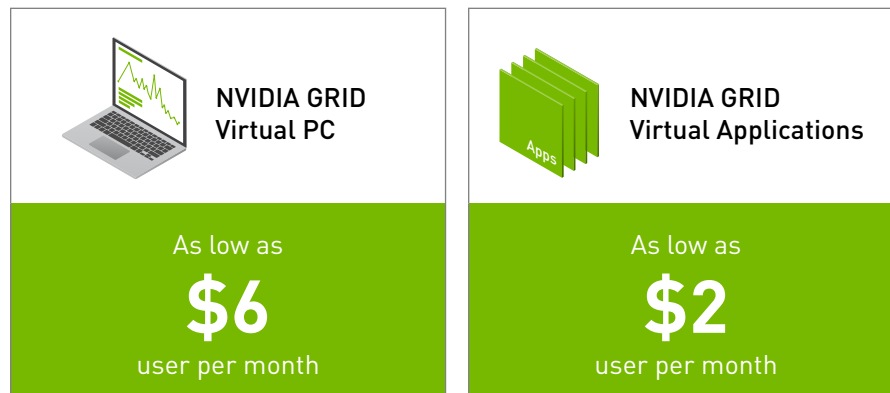 NVIDIA GRID
Virtual PC
As low as
$6
user per month
Apps
NVIDIA GRID
Virtual Applications
As low as
$2
user per month